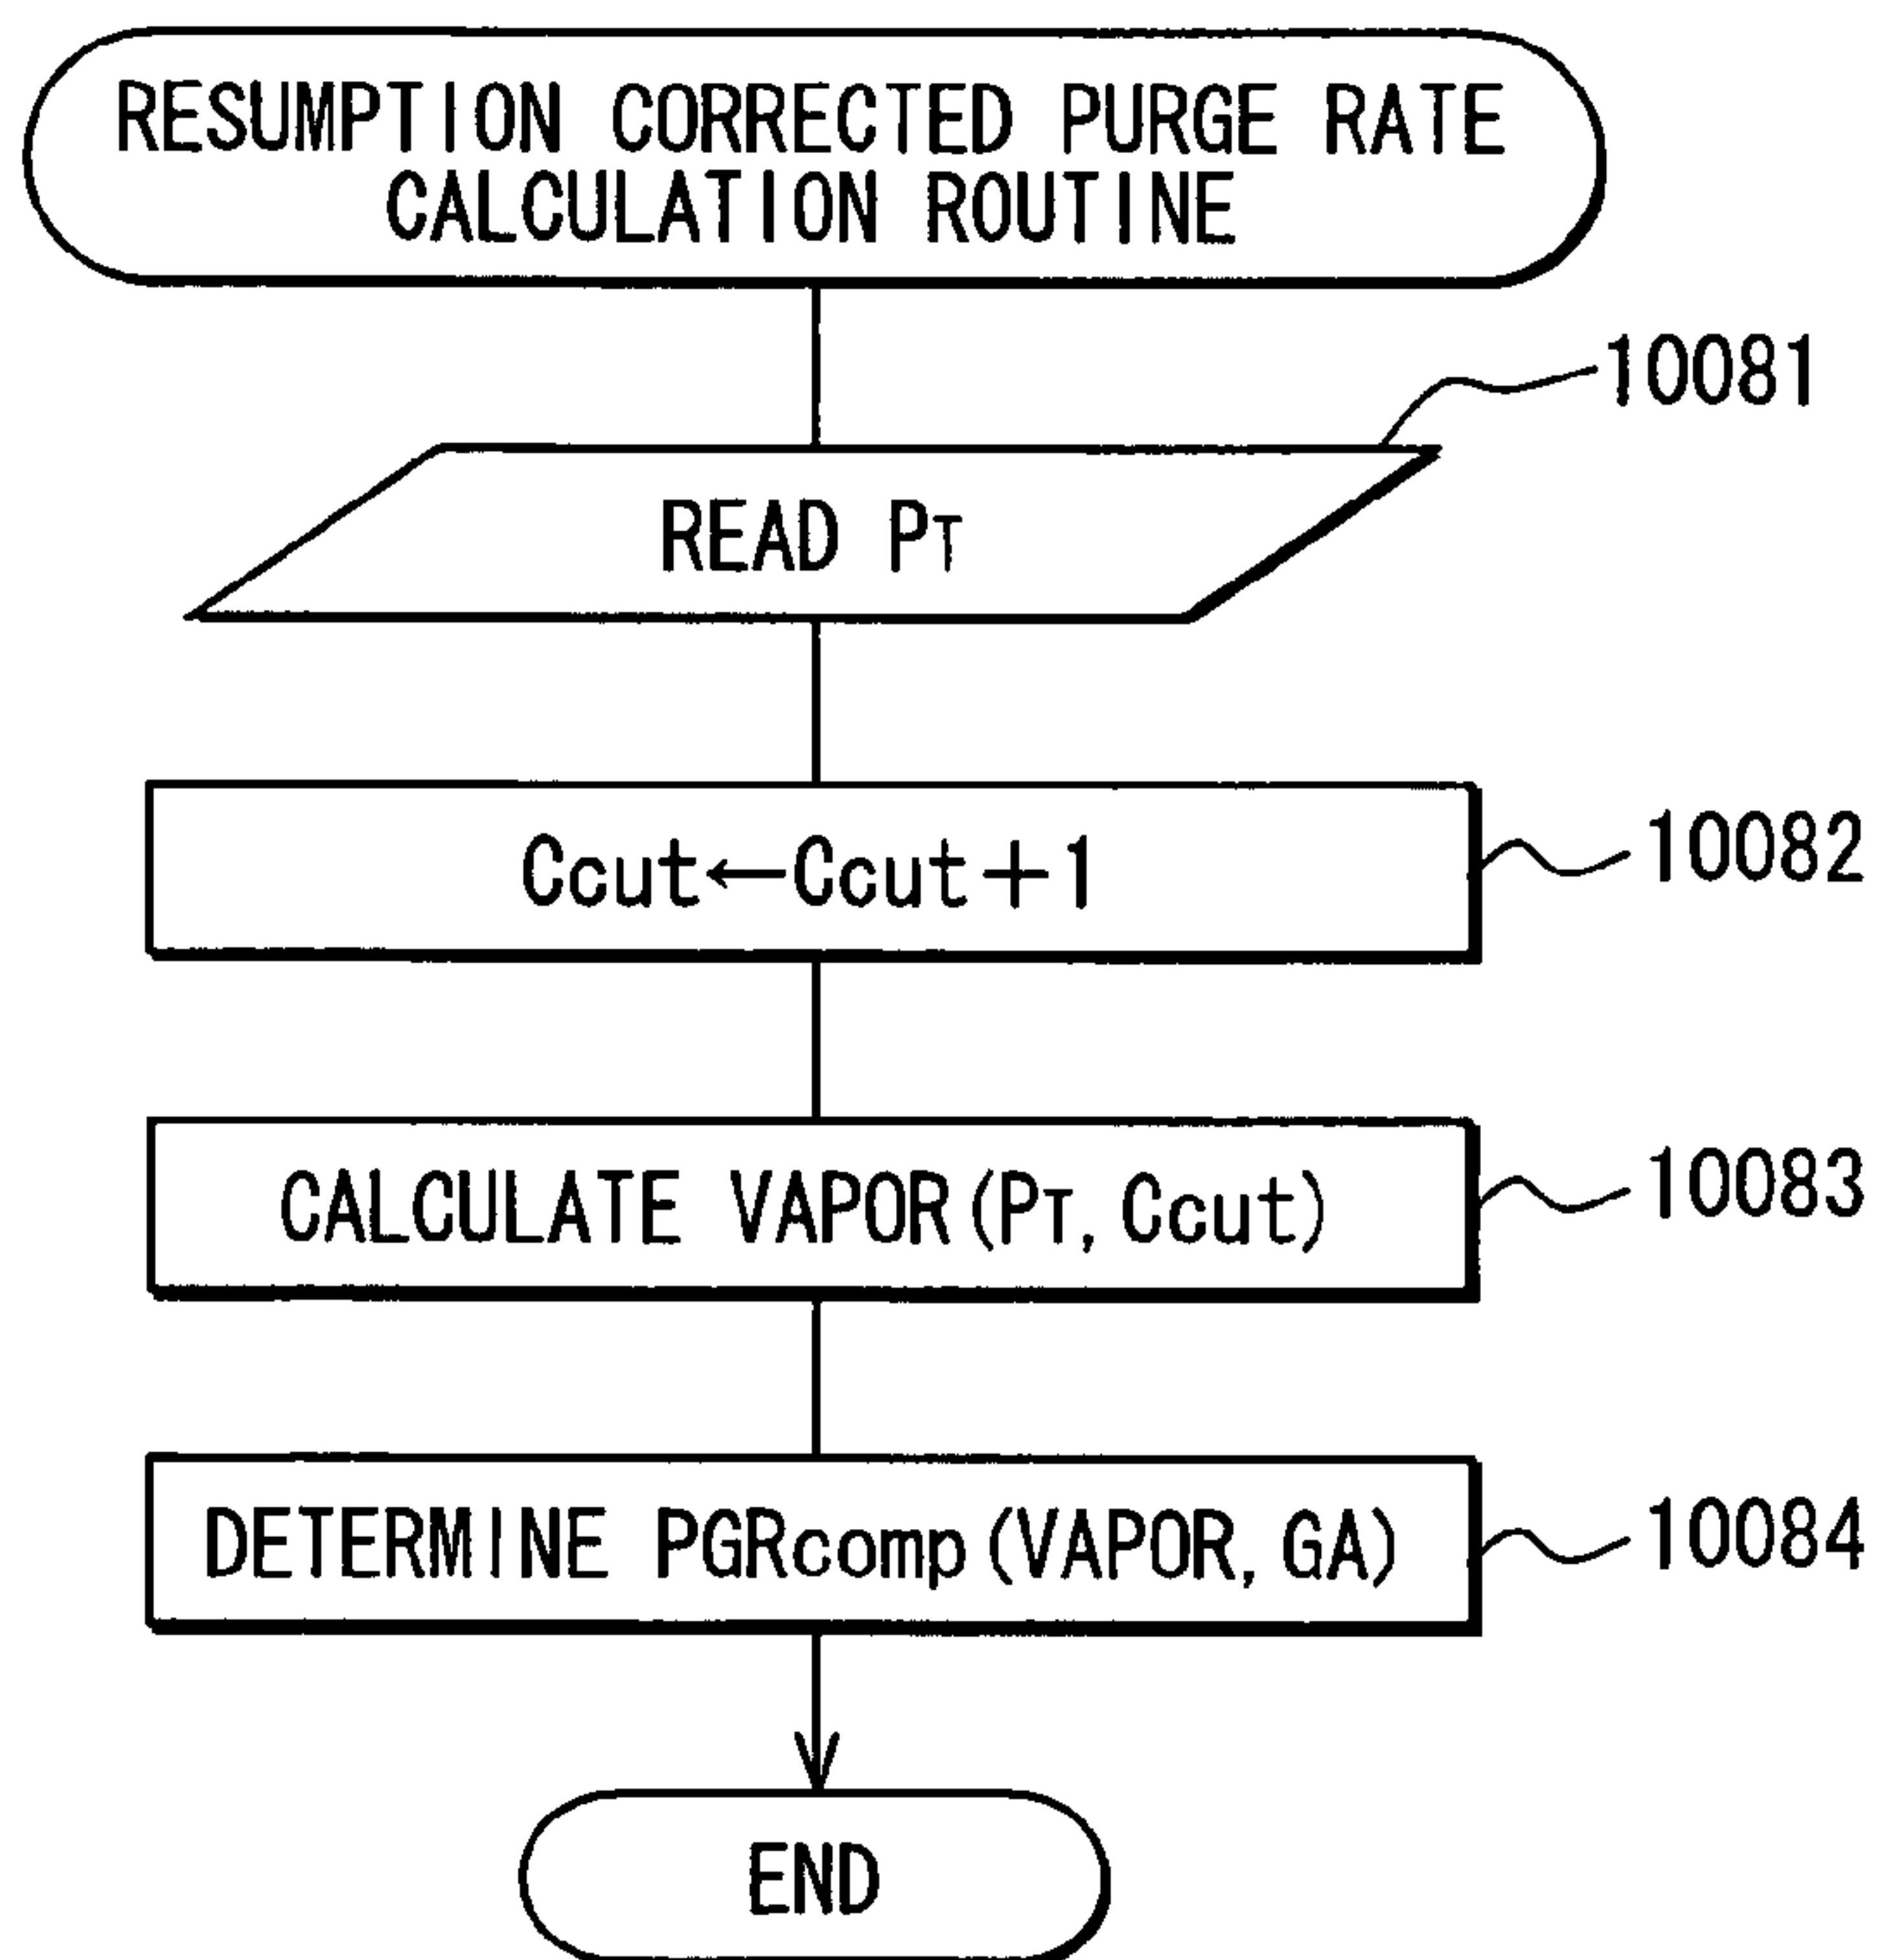 RESUMPTION CORRECTED PURGE RATE
CALCULATION ROUTINE
10081
READ PT
Ccut←Ccut+1
10082
CALCULATE VAPOR(PT, Ccut)
10083
DETERMINE PGRcomp(VAPOR, GA)
10084
END